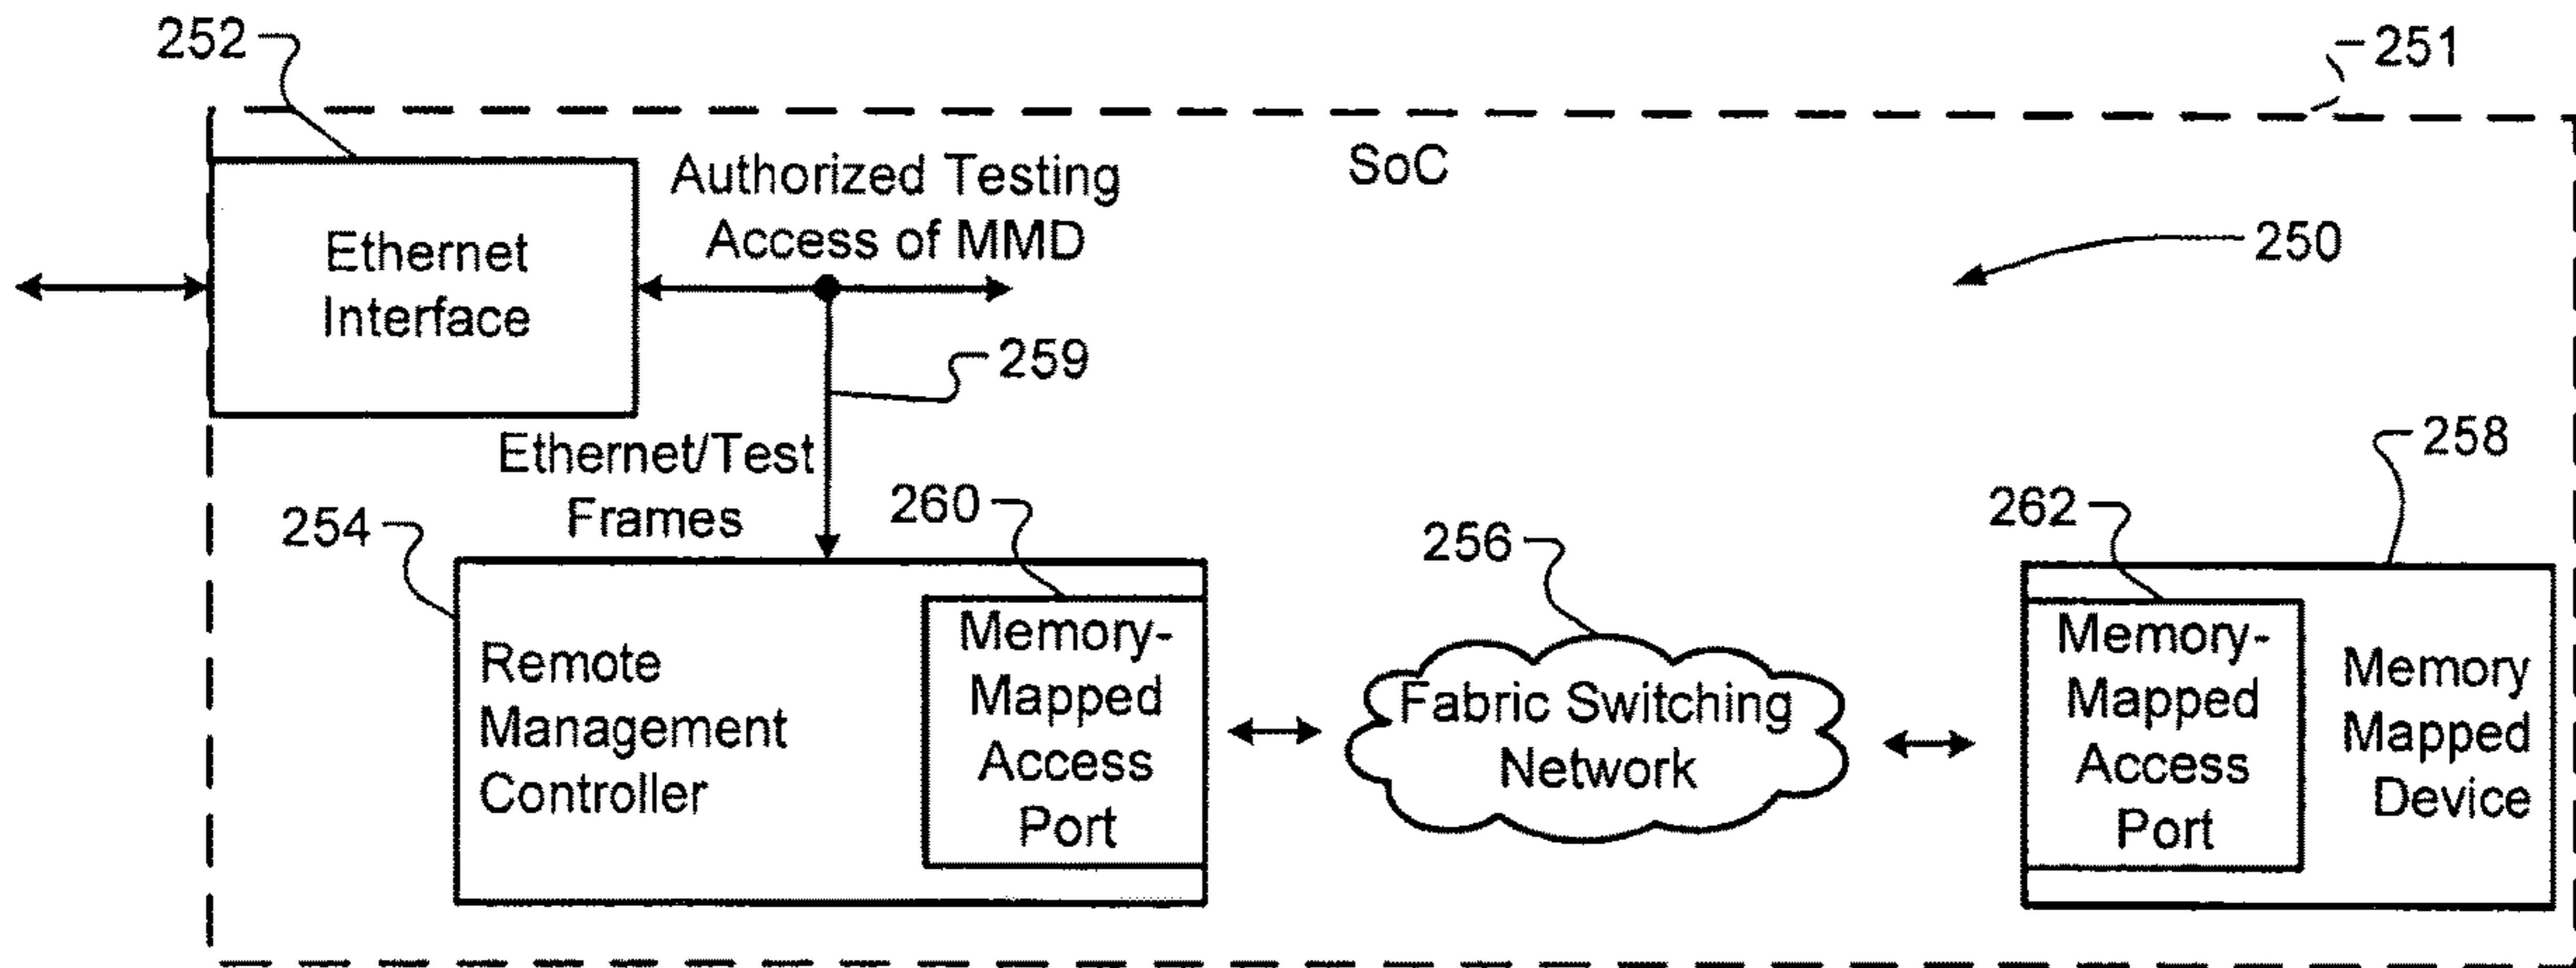 252
251
SoC
Authorized Testing
Access of MMD
250
Ethernet
Interface
259
Ethernet/Test
Frames
254
260
256
262
258
Remote
Management
Controller
Memory-
Mapped
Access
Port
Fabric Switching
Network
Memory-
Mapped
Access
Port
Memory
Mapped
Device